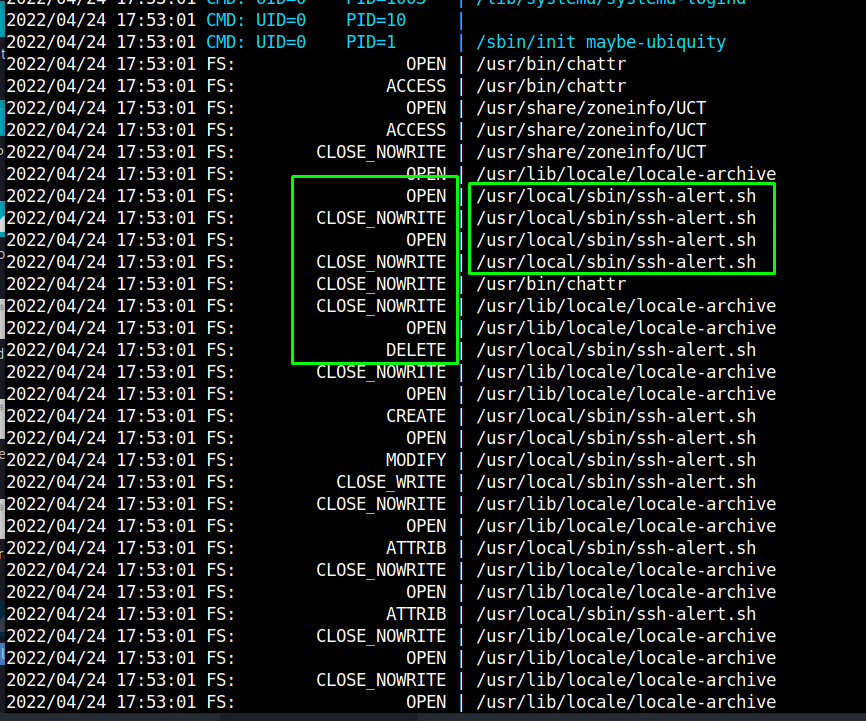 2022/04/24 17:53:01 CMD: UID=0    PID=1003   | /lib/systemd/systemd-logind
2022/04/24 17:53:01 CMD: UID=0    PID=10     |
2022/04/24 17:53:01 CMD: UID=0    PID=1      | /sbin/init maybe-ubiquity
2022/04/24 17:53:01 FS:                 OPEN | /usr/bin/chattr
2022/04/24 17:53:01 FS:               ACCESS | /usr/bin/chattr
2022/04/24 17:53:01 FS:                 OPEN | /usr/share/zoneinfo/UCT
2022/04/24 17:53:01 FS:               ACCESS | /usr/share/zoneinfo/UCT
2022/04/24 17:53:01 FS:        CLOSE_NOWRITE | /usr/share/zoneinfo/UCT
2022/04/24 17:53:01 FS:                 OPEN | /usr/lib/locale/locale-archive
2022/04/24 17:53:01 FS:                 OPEN | /usr/local/sbin/ssh-alert.sh
2022/04/24 17:53:01 FS:        CLOSE_NOWRITE | /usr/local/sbin/ssh-alert.sh
2022/04/24 17:53:01 FS:                 OPEN | /usr/local/sbin/ssh-alert.sh
2022/04/24 17:53:01 FS:        CLOSE_NOWRITE | /usr/local/sbin/ssh-alert.sh
2022/04/24 17:53:01 FS:        CLOSE_NOWRITE | /usr/bin/chattr
2022/04/24 17:53:01 FS:        CLOSE_NOWRITE | /usr/lib/locale/locale-archive
2022/04/24 17:53:01 FS:                 OPEN | /usr/lib/locale/locale-archive
2022/04/24 17:53:01 FS:               DELETE | /usr/local/sbin/ssh-alert.sh
2022/04/24 17:53:01 FS:        CLOSE_NOWRITE | /usr/lib/locale/locale-archive
2022/04/24 17:53:01 FS:                 OPEN | /usr/lib/locale/locale-archive
2022/04/24 17:53:01 FS:               CREATE | /usr/local/sbin/ssh-alert.sh
2022/04/24 17:53:01 FS:                 OPEN | /usr/local/sbin/ssh-alert.sh
2022/04/24 17:53:01 FS:               MODIFY | /usr/local/sbin/ssh-alert.sh
2022/04/24 17:53:01 FS:          CLOSE_WRITE | /usr/local/sbin/ssh-alert.sh
2022/04/24 17:53:01 FS:        CLOSE_NOWRITE | /usr/lib/locale/locale-archive
2022/04/24 17:53:01 FS:                 OPEN | /usr/lib/locale/locale-archive
2022/04/24 17:53:01 FS:               ATTRIB | /usr/local/sbin/ssh-alert.sh
2022/04/24 17:53:01 FS:        CLOSE_NOWRITE | /usr/lib/locale/locale-archive
2022/04/24 17:53:01 FS:                 OPEN | /usr/lib/locale/locale-archive
2022/04/24 17:53:01 FS:               ATTRIB | /usr/local/sbin/ssh-alert.sh
2022/04/24 17:53:01 FS:        CLOSE_NOWRITE | /usr/lib/locale/locale-archive
2022/04/24 17:53:01 FS:                 OPEN | /usr/lib/locale/locale-archive
2022/04/24 17:53:01 FS:        CLOSE_NOWRITE | /usr/lib/locale/locale-archive
2022/04/24 17:53:01 FS:                 OPEN | /usr/lib/locale/locale-archive